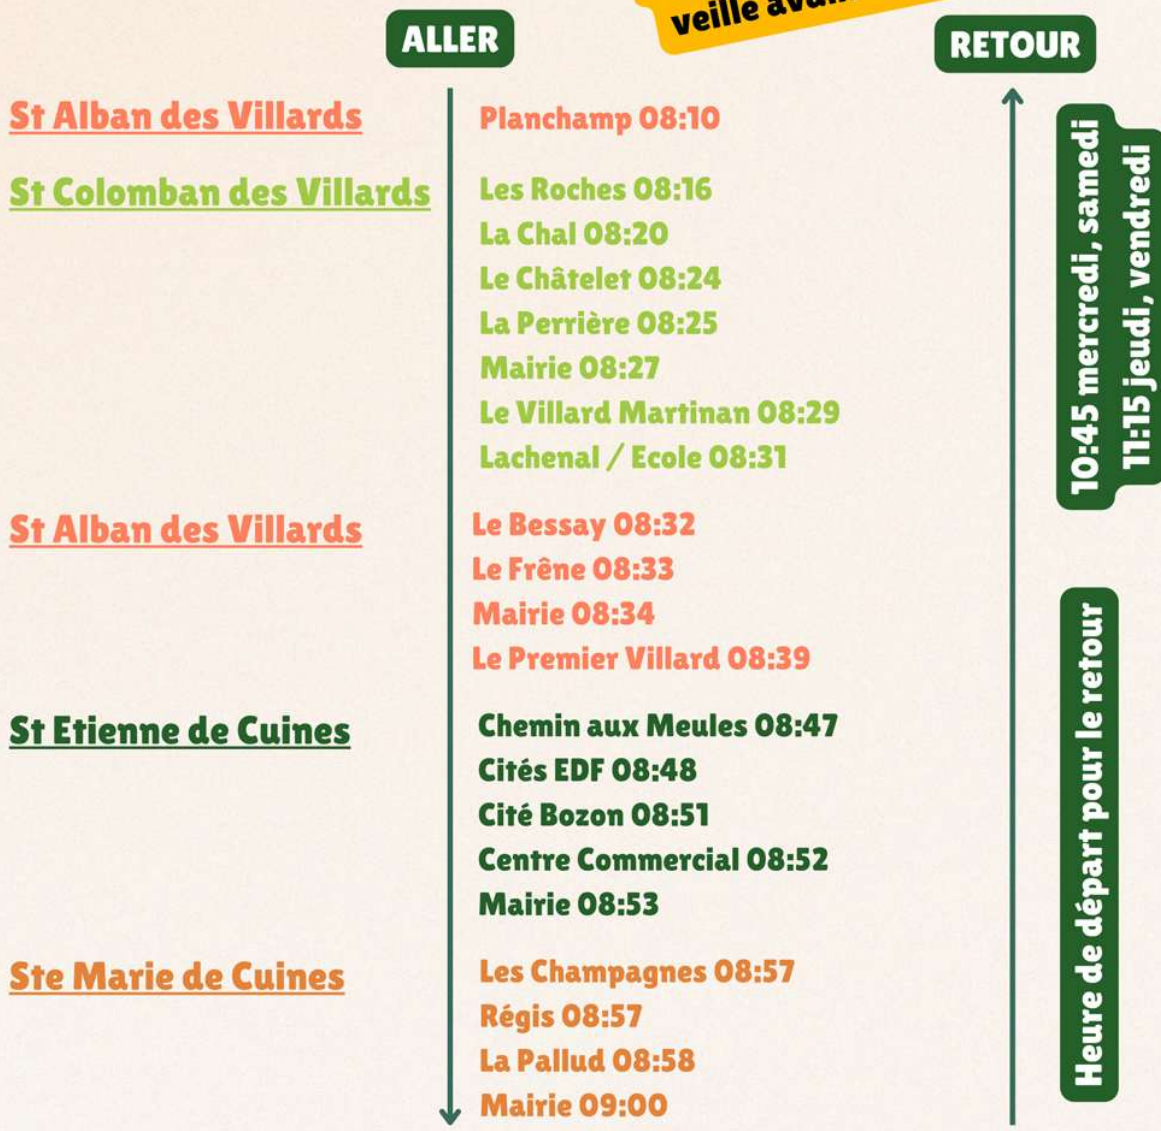 veille
ALLER
RETOUR
St Alban des Villards
Planchamp 08:10
St Colomban des Villards
Les Roches 08:16
La Chal 08:20
Le Châtelet 08:24
La Perrière 08:25
Mairie 08:27
Le Villard Martinan 08:29
Lachenal / Ecole 08:31
St Alban des Villards
Le Bessay 08:32
Le Frêne 08:33
Mairie 08:34
Le Premier Villard 08:39
St Etienne de Cuines
Chemin aux Meules 08:47
Cités EDF 08:48
Cité Bozon 08:51
Centre Commercial 08:52
Mairie 08:53
Ste Marie de Cuines
Les Champagnes 08:57
Régis 08:57
La Pallud 08:58
Mairie 09:00
10:45 mercredi, samedi
11:15 jeudi, vendredi
Heure de départ pour le retour